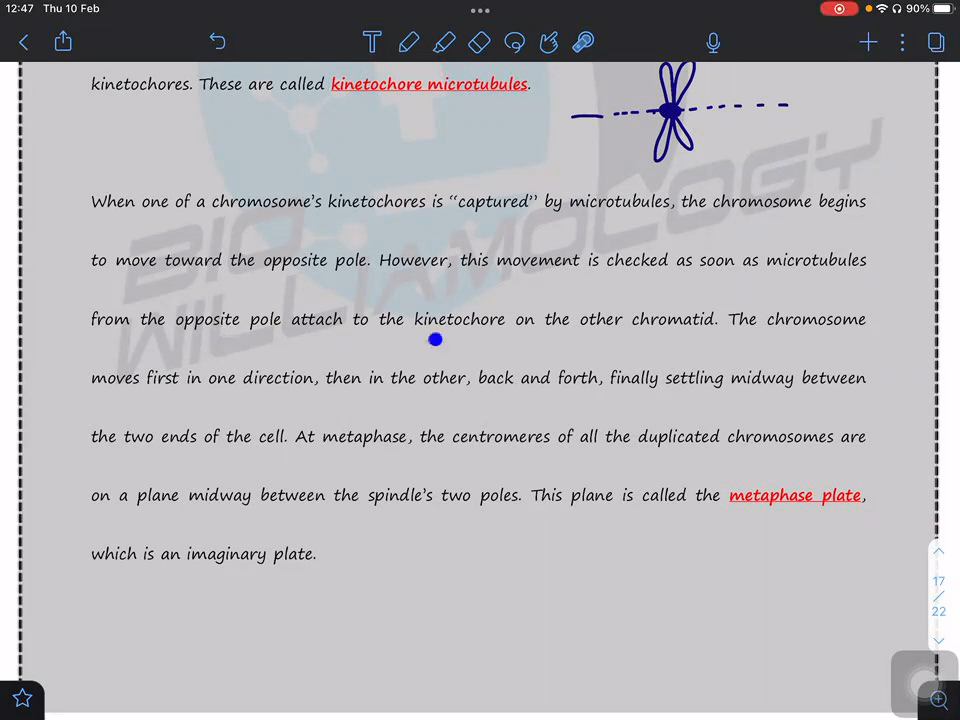 12:47 Thu 10 Feb
90%
kinetochores. These are called kinetochore microtubules.
When one of a chromosome's kinetochores is “captured” by microtubules, the chromosome begins
to move toward the opposite pole. However, this movement is checked as soon as microtubules
from the opposite pole attach to the kinetochore on the other chromatid. The chromosome
moves first in one direction, then in the other, back and forth, finally settling midway between
the two ends of the cell. At metaphase, the centromeres of all the duplicated chromosomes are
on a plane midway between the spindle's two poles. This plane is called the metaphase plate,
which is an imaginary plate.
BIO
WILLIAMOLOGY
17
/
22